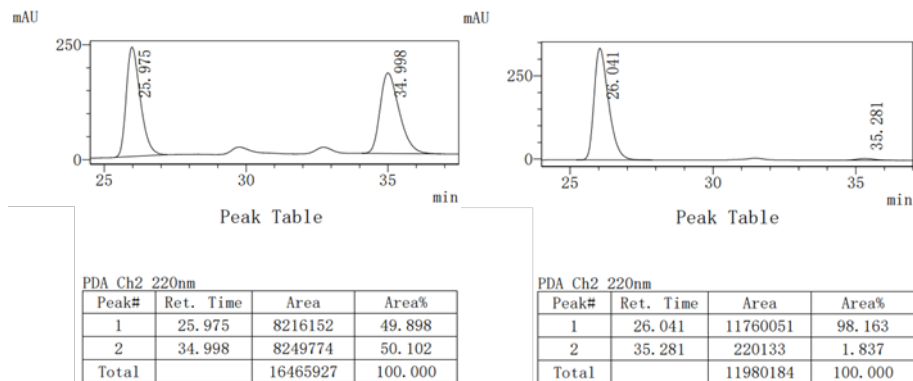 mAU
250
25.975
34.998
0
25 30 35
min
Peak Table
PDA Ch2 220nm
Peak# Ret. Time Area Area%
1 25.975 8216152 49.898
2 34.998 8249774 50.102
Total 16465927 100.000
mAU
250
26.041
35.281
0
25 30 35
min
Peak Table
PDA Ch2 220nm
Peak# Ret. Time Area Area%
1 26.041 11760051 98.163
2 35.281 220133 1.837
Total 11980184 100.000